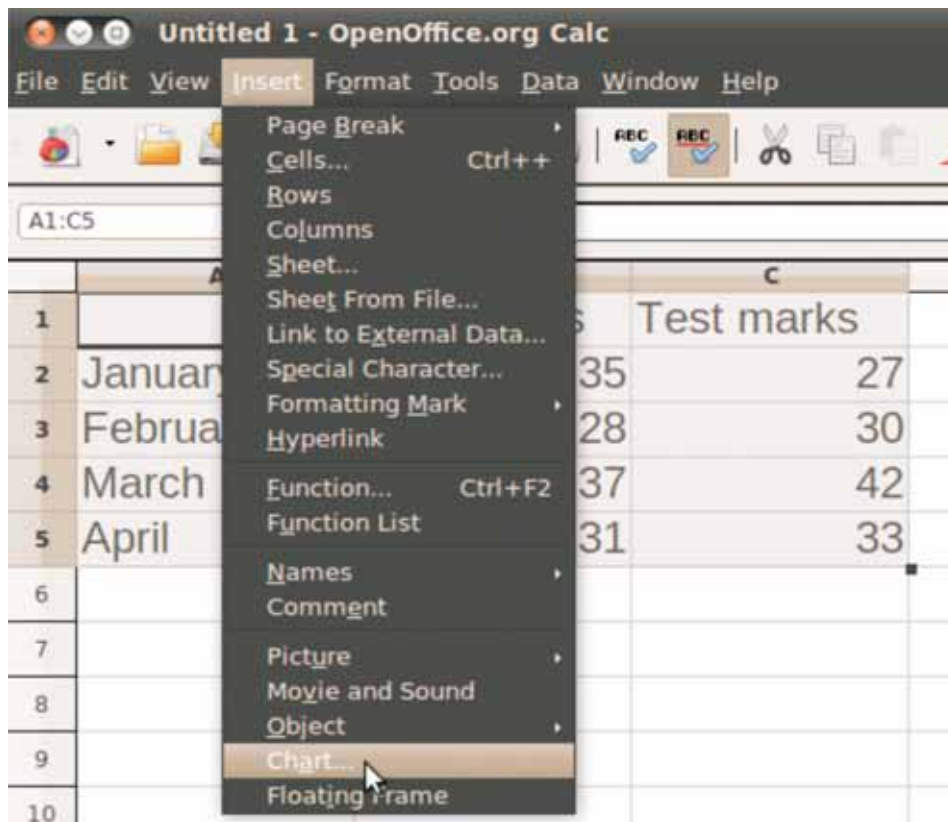 Untitled 1 - OpenOffice.org Calc
File Edit View Insert Format Tools Data Window Help
Page Break
Cells... Ctrl++
Rows
Columns
Sheet...
Sheet From File...
Link to External Data...
Special Character...
Formatting Mark
Hyperlink
Function... Ctrl+F2
Function List
Names
Comment
Picture
Movie and Sound
Object
Chart...
Floating Frame
ABC ABC
A1:C5
A C
1 Test marks
2 35 27
3 28 30
4 March 37 42
5 April 31 33
6
7
8
9
10